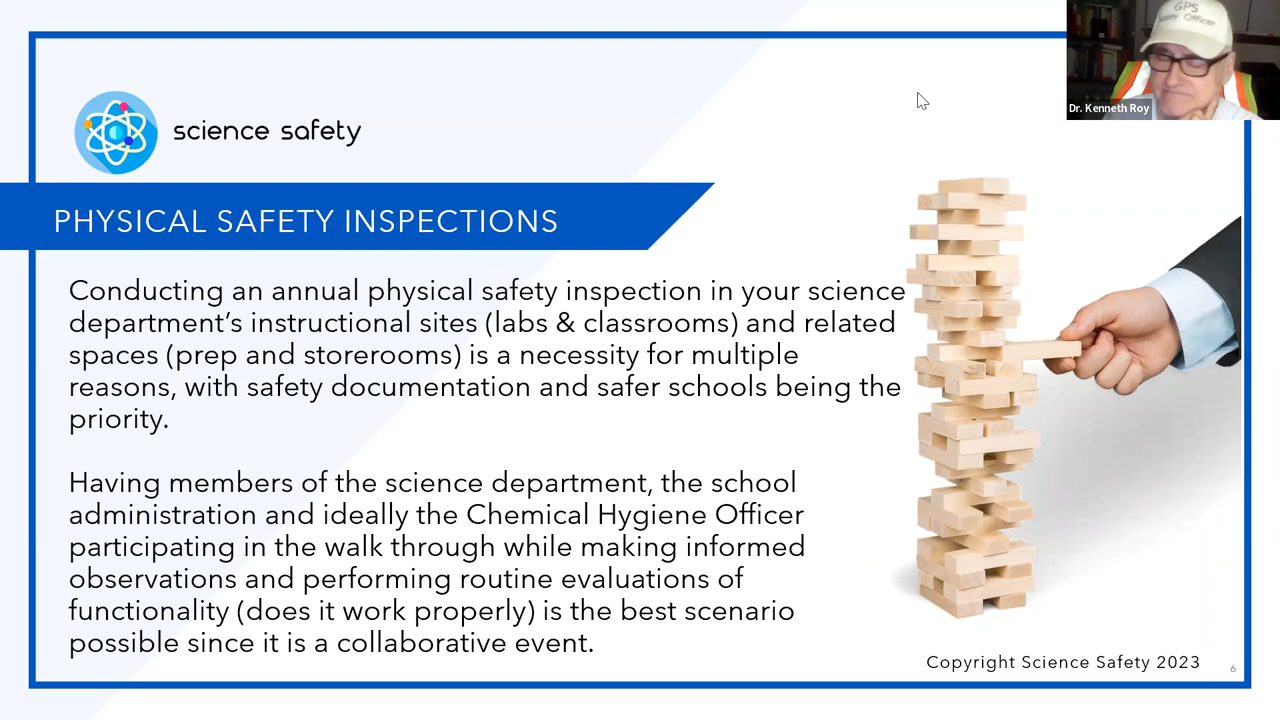 GPS
Safety Officer
Dr. Kenneth Roy
science safety
PHYSICAL SAFETY INSPECTIONS
Conducting an annual physical safety inspection in your science
department’s instructional sites (labs & classrooms) and related
spaces (prep and storerooms) is a necessity for multiple
reasons, with safety documentation and safer schools being the
priority.
Having members of the science department, the school
administration and ideally the Chemical Hygiene Officer
participating in the walk through while making informed
observations and performing routine evaluations of
functionality (does it work properly) is the best scenario
possible since it is a collaborative event.
Copyright Science Safety 2023
6